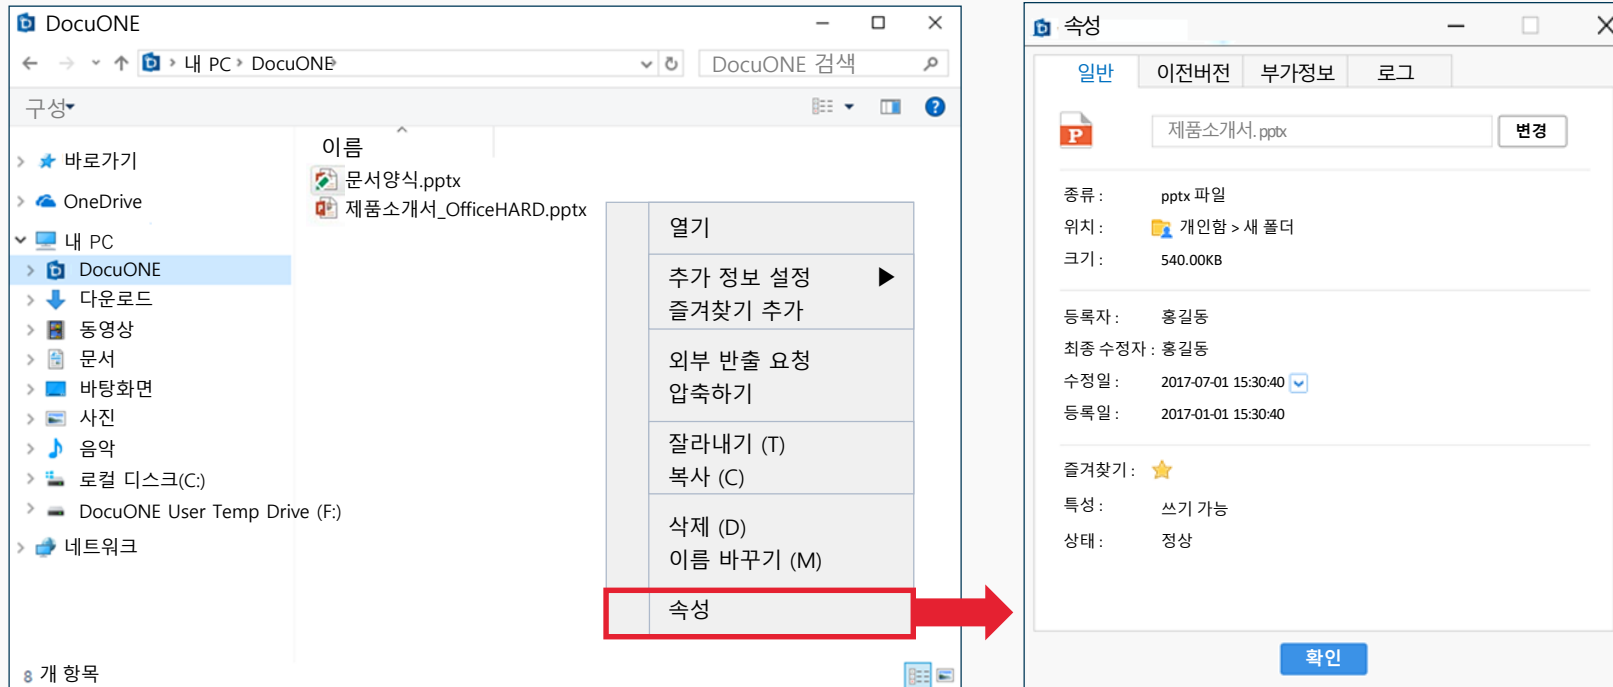 DocuONE
내 PC DocuONE
DocuONE 검색
구성
이름
바로가기
문서양식.pptx
OneDrive
제품소개서_OfficeHARD.pptx
내 PC
DocuONE
다운로드
동영상
문서
바탕화면
사진
음악
로컬 디스크(C:)
DocuONE User Temp Drive (F:)
네트워크
8 개 항목
열기
추가 정보 설정 ▶
즐겨찾기 추가
외부 반출 요청
압축하기
잘라내기 (T)
복사 (C)
삭제 (D)
이름 바꾸기 (M)
속성
속성
일반 이전버전 부가정보 로그
제품소개서.pptx 변경
종류 : pptx 파일
위치 : 개인함 > 새 폴더
크기 : 540.00KB
등록자 : 홍길동
최종 수정자 : 홍길동
수정일 : 2017-07-01 15:30:40
등록일 : 2017-01-01 15:30:40
즐겨찾기 :
특성 : 쓰기 가능
상태 : 정상
확인